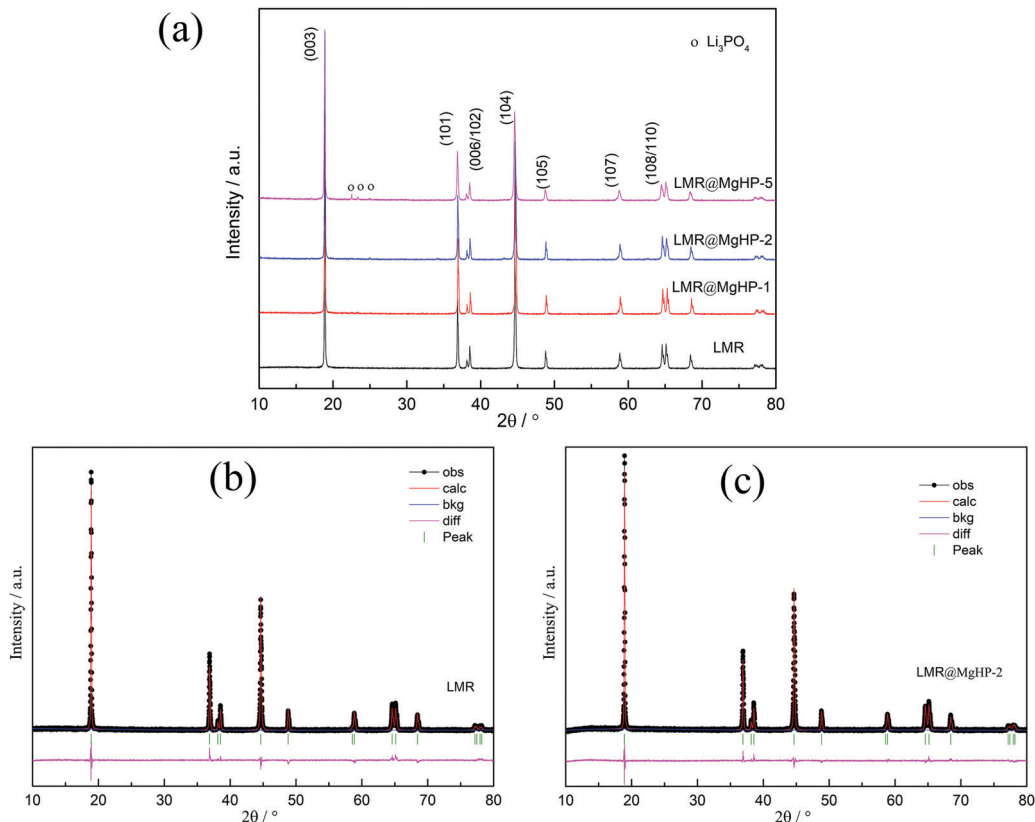 (a)
o Li₃PO₄
(003)
(101)
(006/102)
(104)
(105)
(107)
(108/110)
o o o
LMR@MgHP-5
LMR@MgHP-2
LMR@MgHP-1
LMR
Intensity / a.u.
10 20 30 40 50 60 70 80
2θ / °
(b)
obs
calc
bkg
diff
Peak
LMR
Intensity / a.u.
10 20 30 40 50 60 70 80
2θ / °
(c)
obs
calc
bkg
diff
Peak
LMR@MgHP-2
Intensity / a.u.
10 20 30 40 50 60 70 80
2θ / °